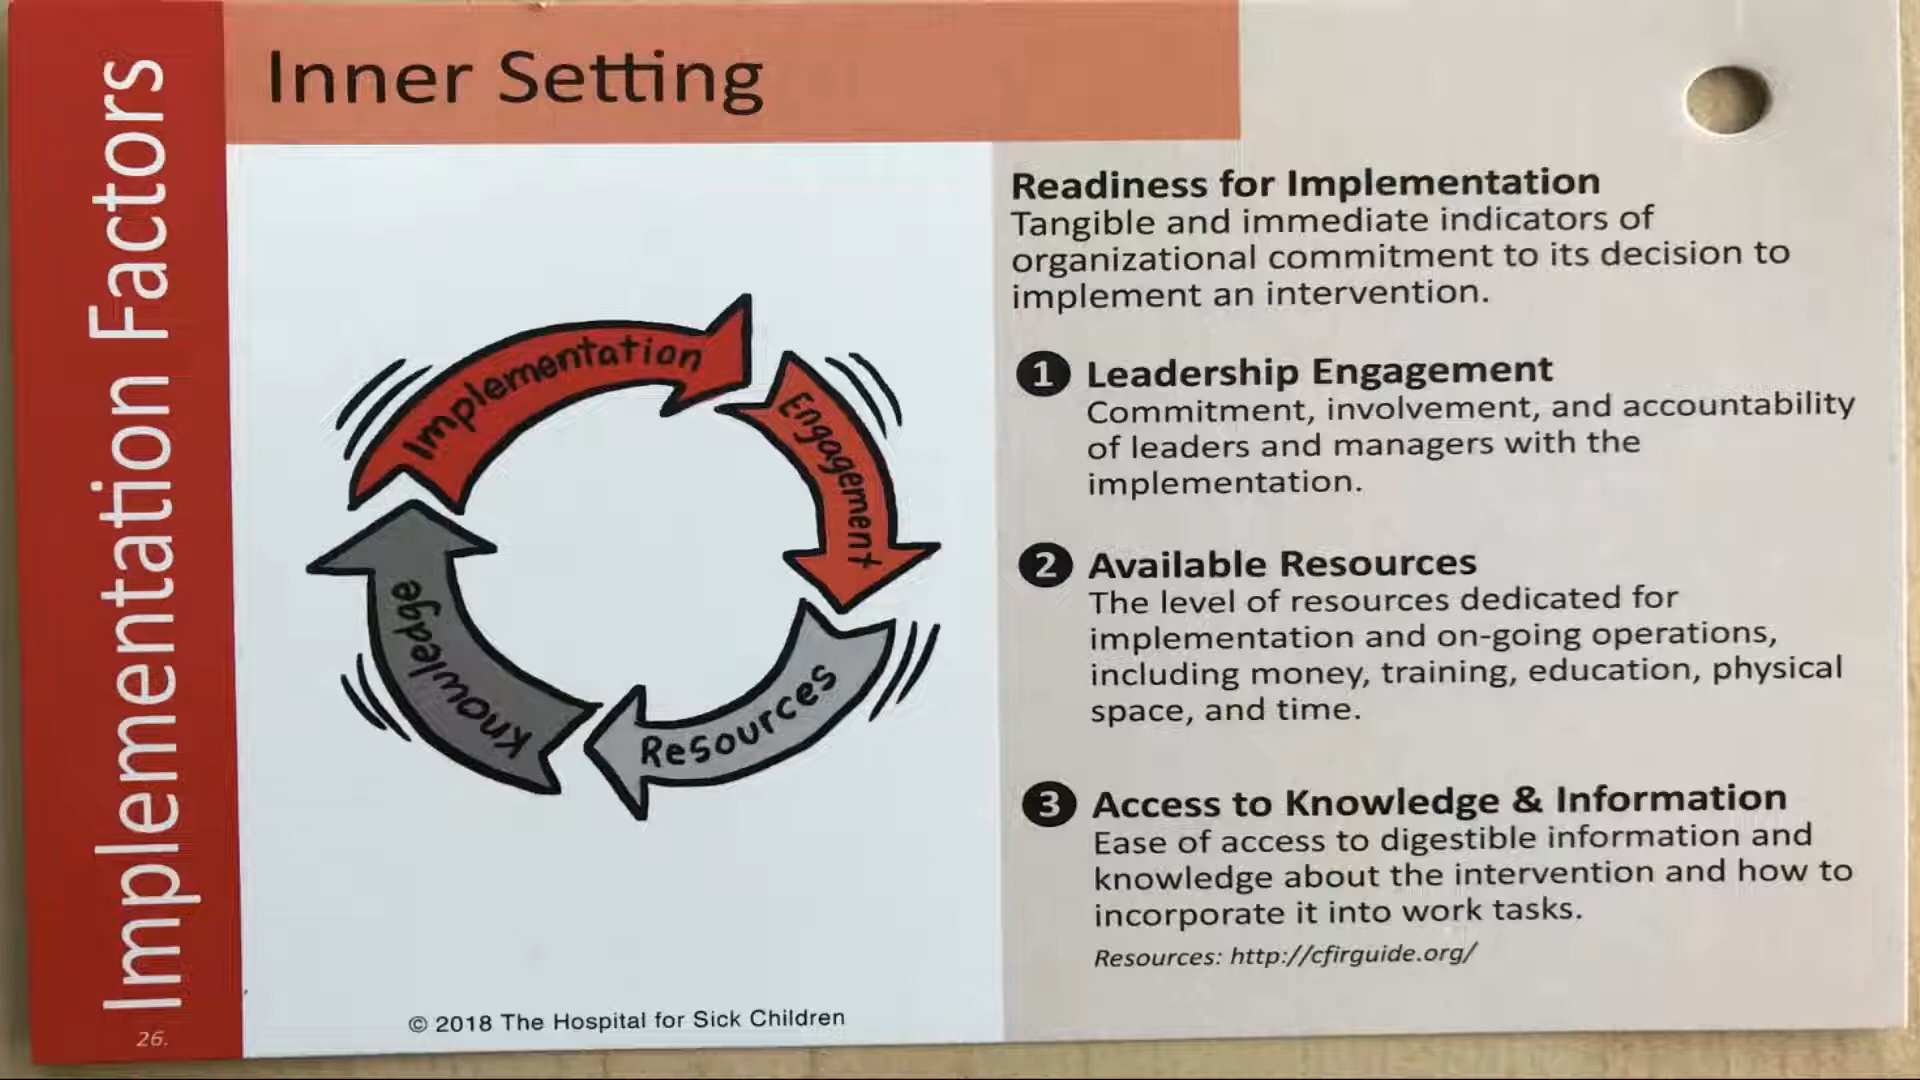 Implementation Factors
26.
Inner Setting
Implementation
Engagement
Resources
Knowledge
© 2018 The Hospital for Sick Children
Readiness for Implementation
Tangible and immediate indicators of
organizational commitment to its decision to
implement an intervention.
1 Leadership Engagement
Commitment, involvement, and accountability
of leaders and managers with the
implementation.
2 Available Resources
The level of resources dedicated for
implementation and on-going operations,
including money, training, education, physical
space, and time.
3 Access to Knowledge & Information
Ease of access to digestible information and
knowledge about the intervention and how to
incorporate it into work tasks.
Resources: http://cfirguide.org/